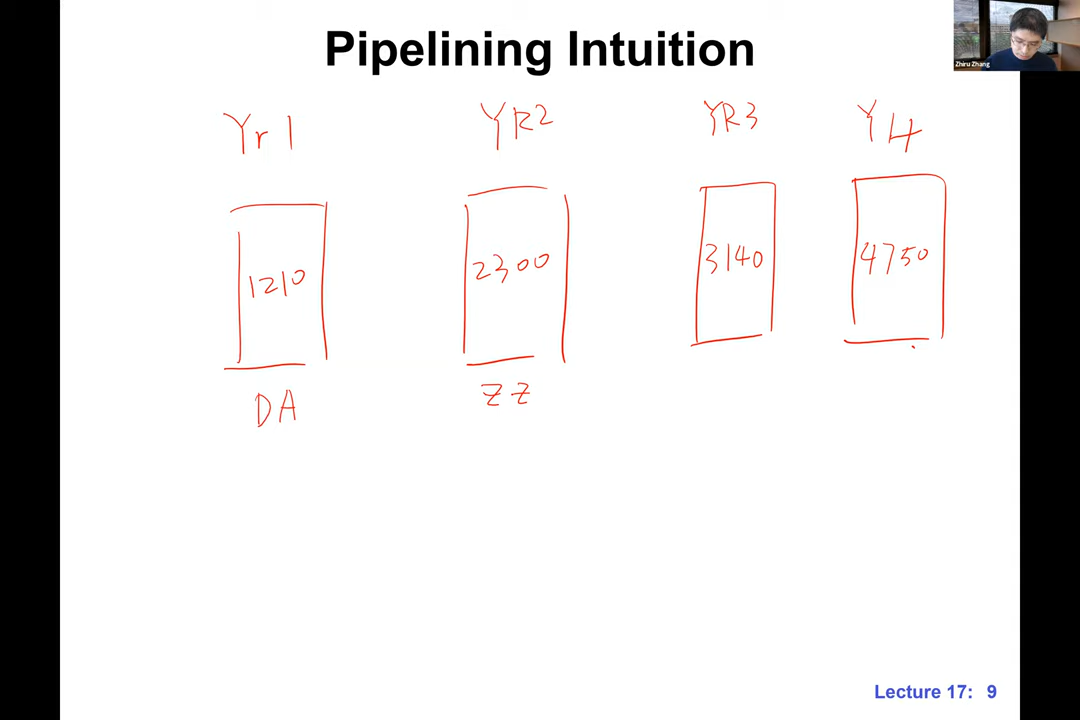 Pipelining Intuition
Zhiru Zhang
Yr 1 YR2 YR3 Y4
1210 2300 3140 4750
DA ZZ
Lecture 17: 9